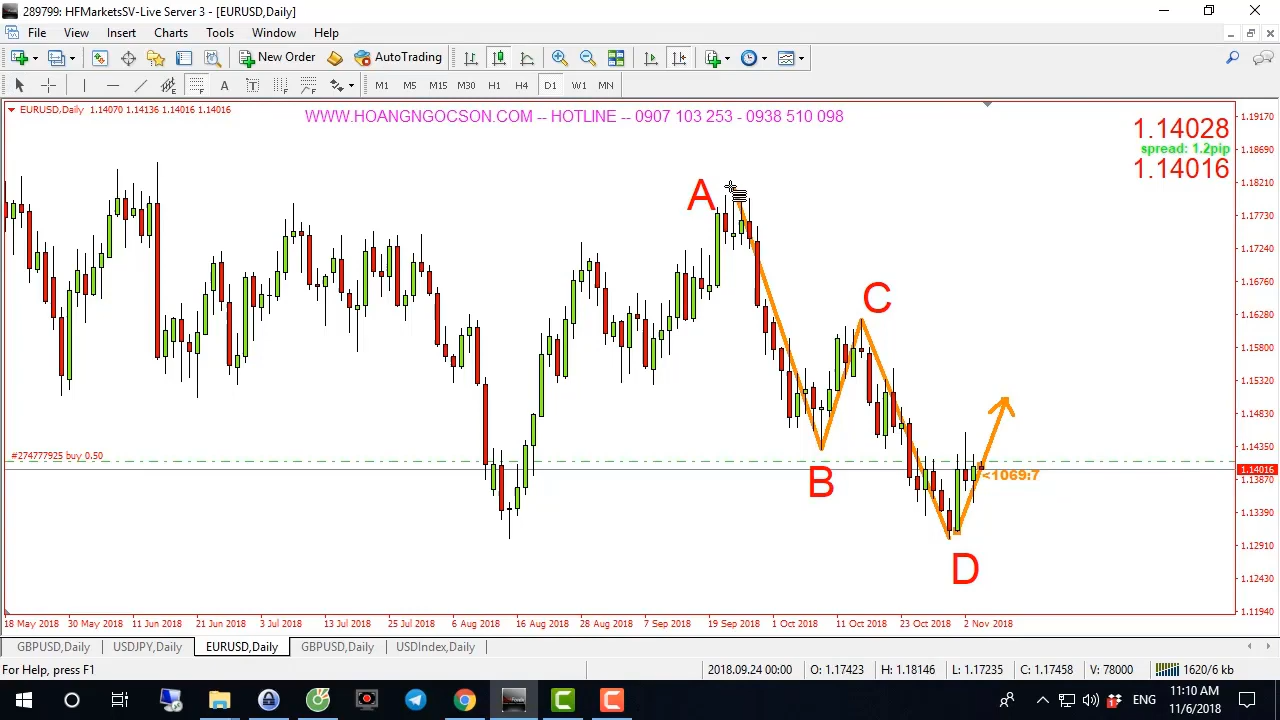 289799: HFMarketsSV-Live Server 3 - [EURUSD,Daily]
File View Insert Charts Tools Window Help
New Order AutoTrading
A T M1 M5 M15 M30 H1 H4 D1 W1 MN
EURUSD,Daily 1.14070 1.14136 1.14016 1.14016
WWW.HOANGNGOCSON.COM -- HOTLINE -- 0907 103 253 - 0938 510 098
1.14028
spread: 1.2pip
1.14016
A
C
B
D
#274777925 buy 0.50
<1069:7
1.19170
1.18690
1.18210
1.17730
1.17240
1.16760
1.16280
1.15800
1.15320
1.14830
1.14350
1.14016
1.13870
1.13390
1.12910
1.12430
1.11940
18 May 2018 30 May 2018 11 Jun 2018 21 Jun 2018 3 Jul 2018 13 Jul 2018 25 Jul 2018 6 Aug 2018 16 Aug 2018 28 Aug 2018 7 Sep 2018 19 Sep 2018 1 Oct 2018 11 Oct 2018 23 Oct 2018 2 Nov 2018
GBPUSD,Daily USDJPY,Daily EURUSD,Daily GBPUSD,Daily USDIndex,Daily
For Help, press F1 2018.09.24 00:00 O: 1.17423 H: 1.18146 L: 1.17235 C: 1.17458 V: 78000 1620/6 kb
ENG 11:10 AM
11/6/2018